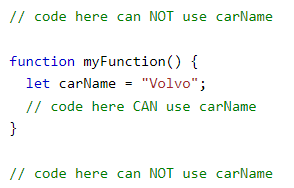 // code here can NOT use carName

function myFunction() {
  let carName = "Volvo";
  // code here CAN use carName
}

// code here can NOT use carName